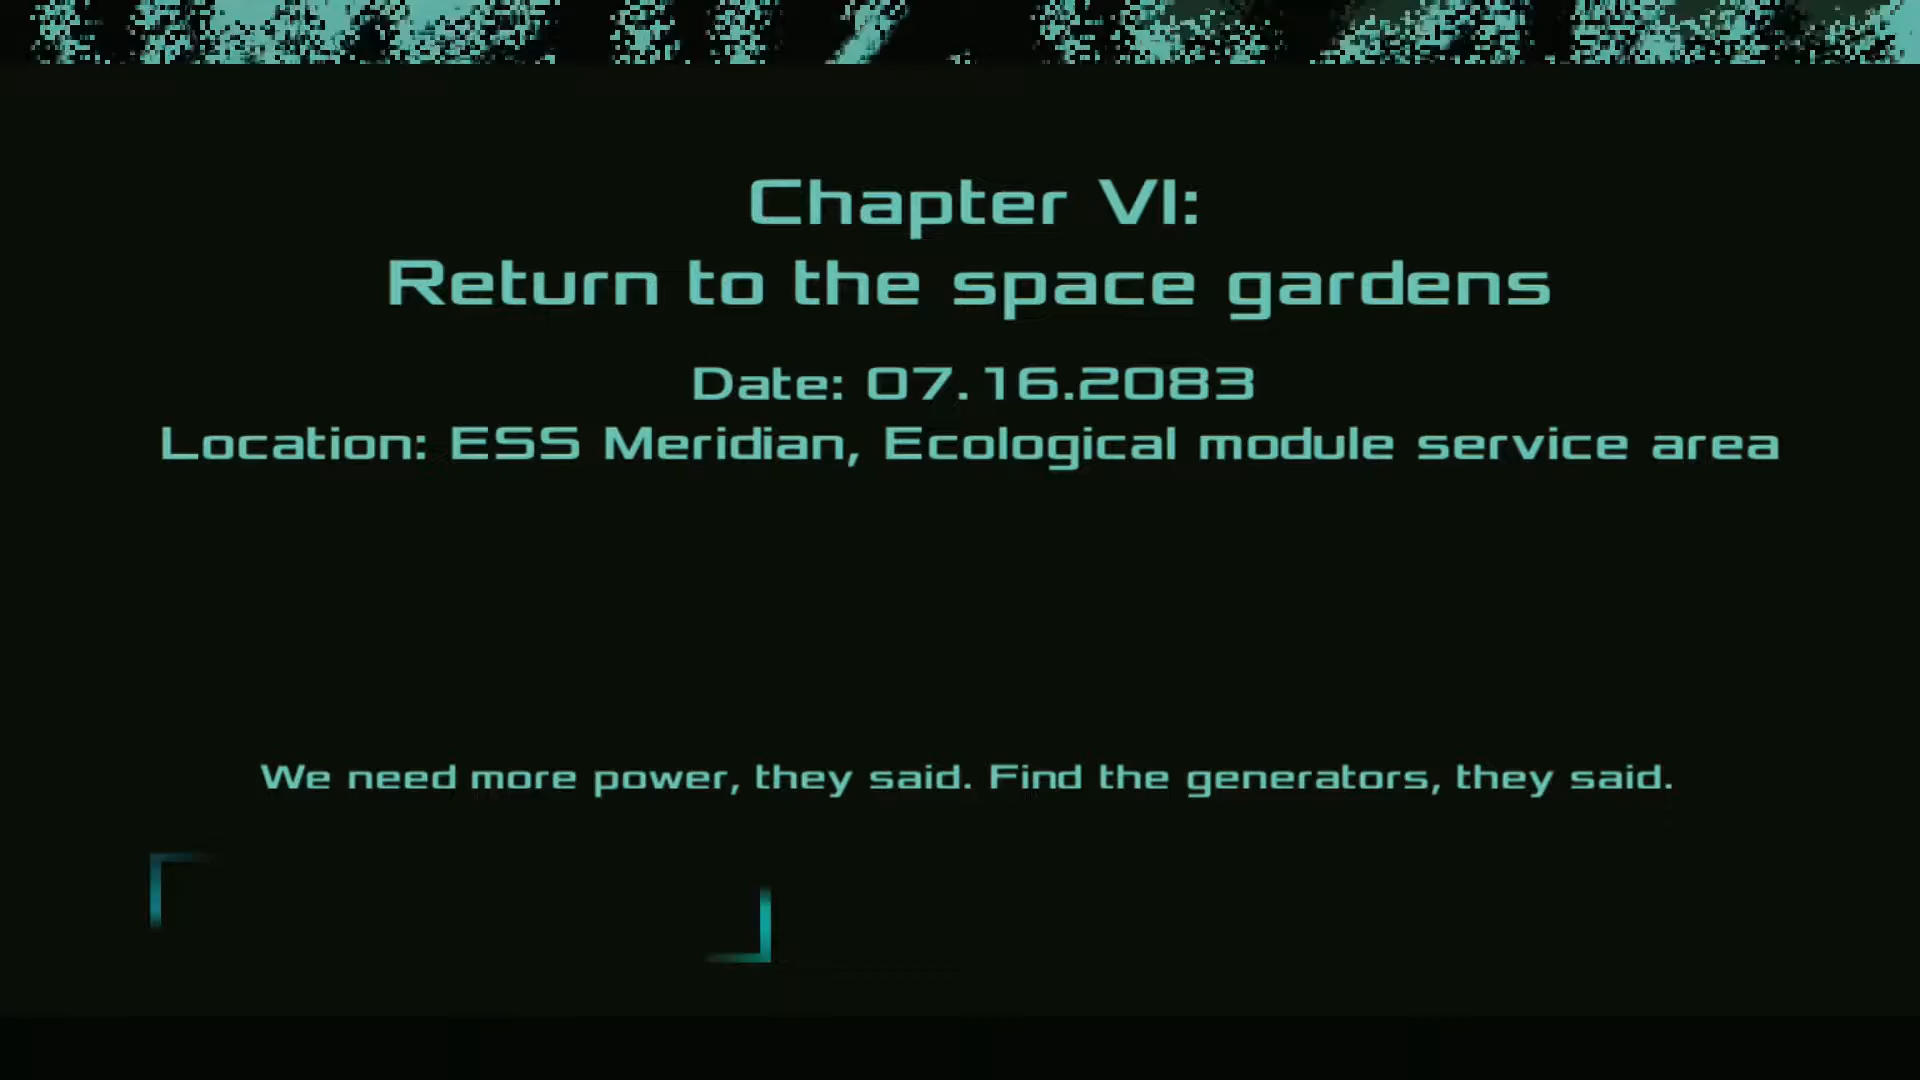 Chapter VI:
Return to the space gardens
Date: 07.16.2083
Location: ESS Meridian, Ecological module service area
We need more power, they said. Find the generators, they said.